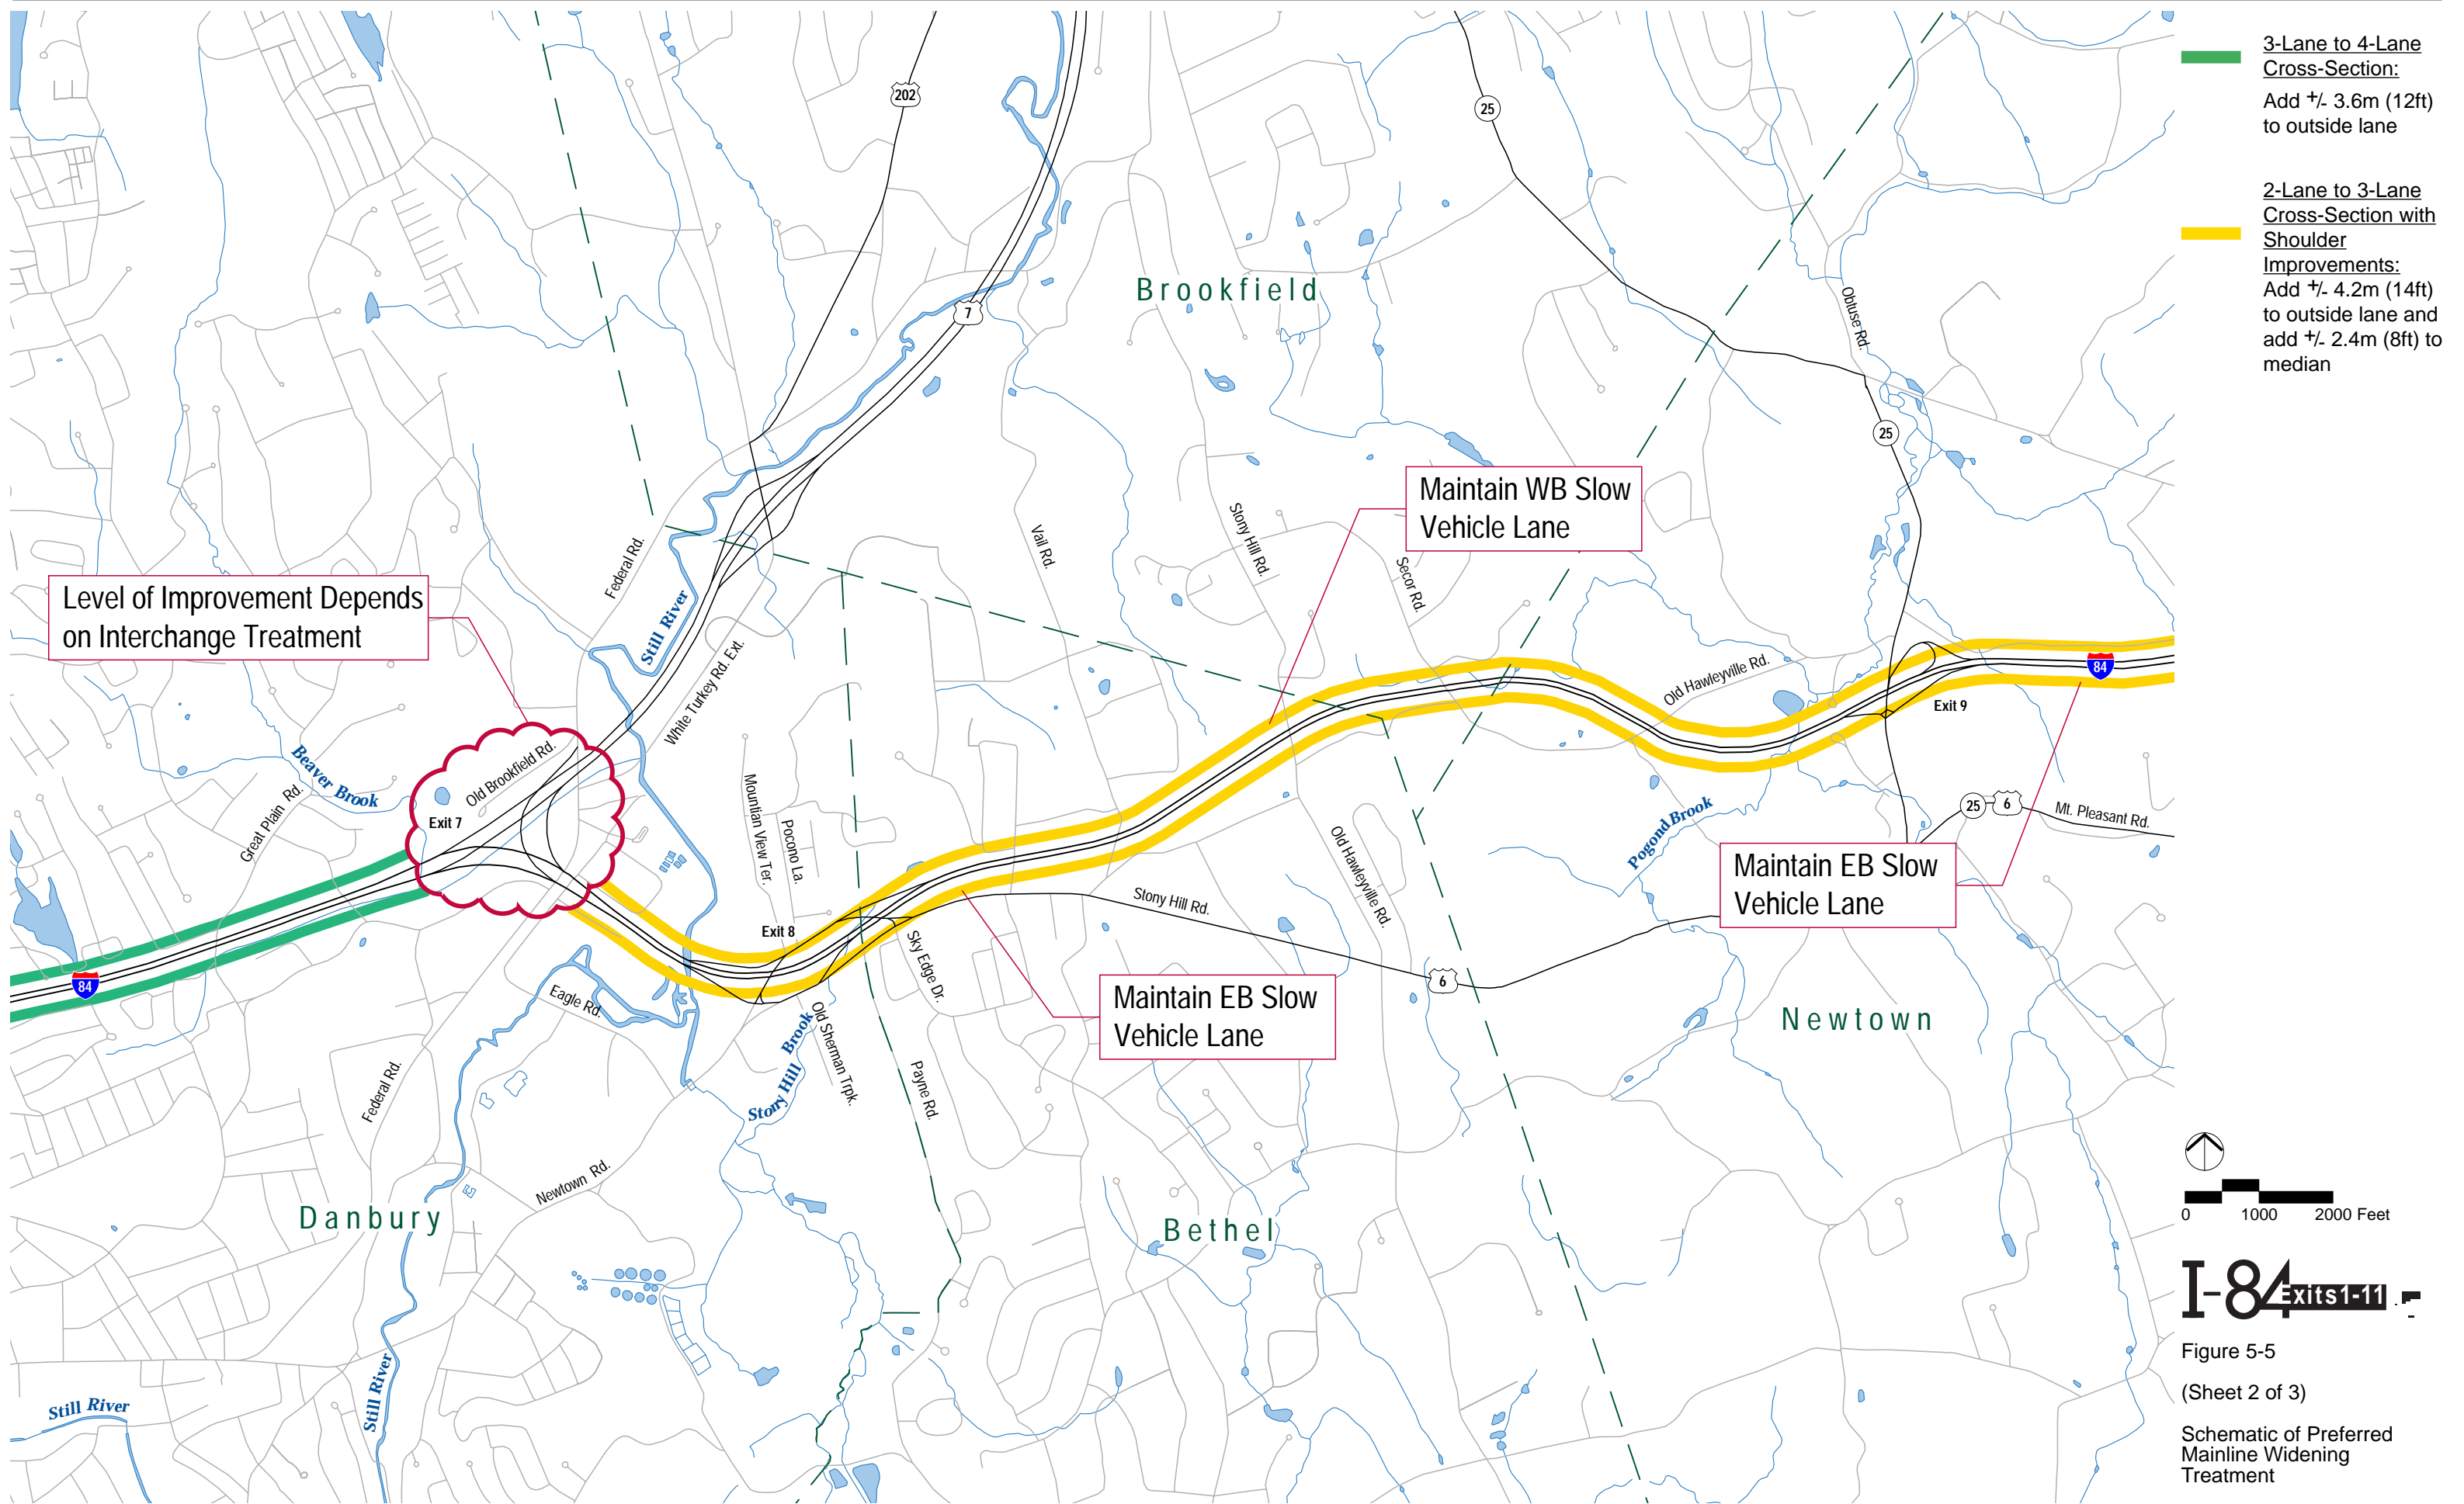 3-Lane to 4-Lane
Cross-Section:
Add +/- 3.6m (12ft)
to outside lane
2-Lane to 3-Lane
Cross-Section with
Shoulder
Improvements:
Add +/- 4.2m (14ft)
to outside lane and
add +/- 2.4m (8ft) to
median
202
25
7
Brookfield
Obtuse Rd.
25
Maintain WB Slow
Vehicle Lane
Federal Rd.
Vail Rd.
Stony Hill Rd.
Secor Rd.
Level of Improvement Depends
on Interchange Treatment
Still River
White Turkey Rd. Ext.
Old Hawleyville Rd.
84
Exit 9
Beaver Brook
Old Brookfield Rd.
Great Plain Rd.
Exit 7
Mountian View Ter.
Pocono La.
Old Hawleyville Rd.
Pogond Brook
25
6
Mt. Pleasant Rd.
Maintain EB Slow
Vehicle Lane
Stony Hill Rd.
Exit 8
Sky Edge Dr.
84
6
Eagle Rd.
Maintain EB Slow
Vehicle Lane
Newtown
Old Sherman Trpk.
Stony Hill Brook
Payne Rd.
Federal Rd.
Newtown Rd.
Danbury
Bethel
Still River
Still River
0 1000 2000 Feet
I-84 Exits1-11
Figure 5-5
(Sheet 2 of 3)
Schematic of Preferred
Mainline Widening
Treatment